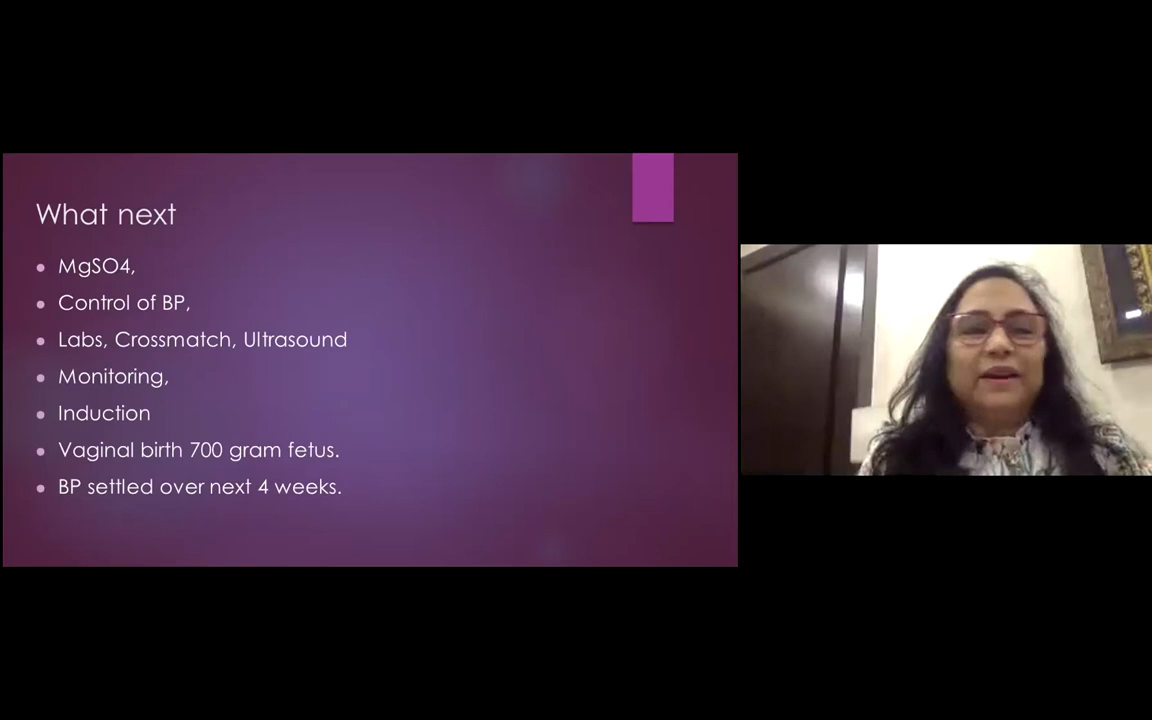 What next
MgSO4,
Control of BP,
Labs, Crossmatch, Ultrasound
Monitoring,
Induction
Vaginal birth 700 gram fetus.
BP settled over next 4 weeks.